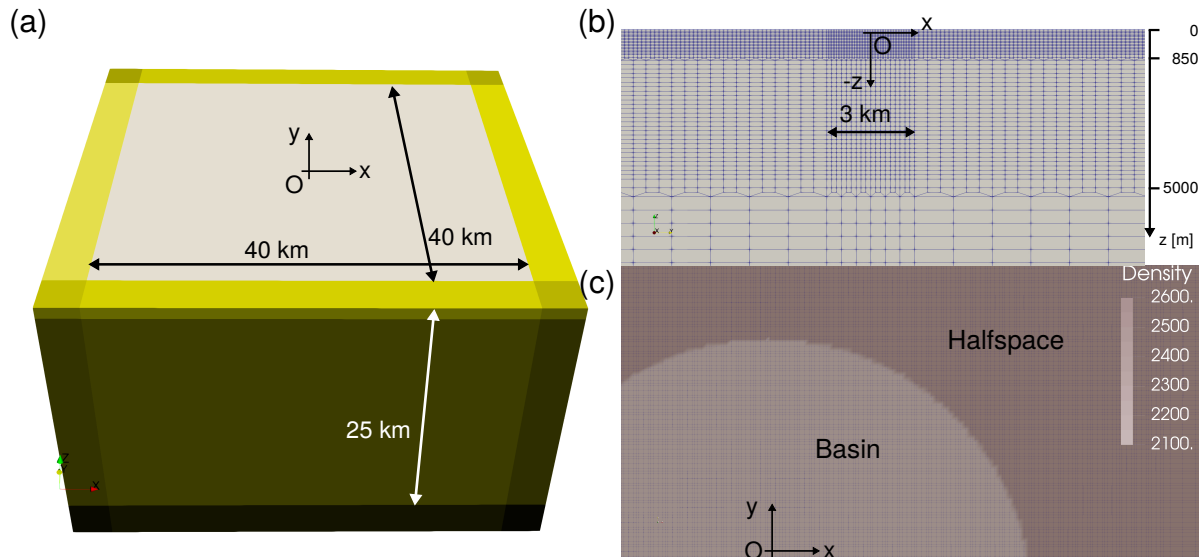 (a)
y
O
x
40 km
40 km
25 km
Z
Y
X
(b)
x
O
-z
3 km
0
850
5000
z [m]
(c)
Density
2600.
2500
2400
2300
2200
2100.
Halfspace
Basin
y
O
x